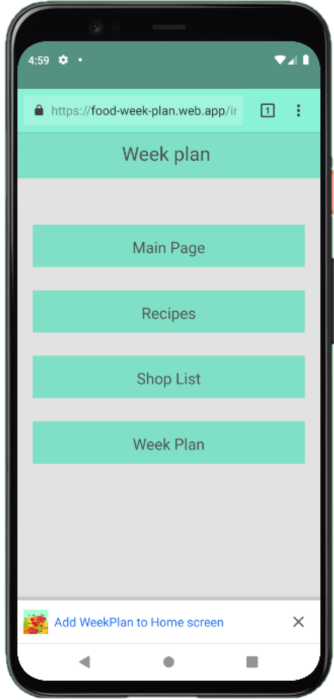 4:59
https://food-week-plan.web.app/ir
1
Week plan
Main Page
Recipes
Shop List
Week Plan
Add WeekPlan to Home screen